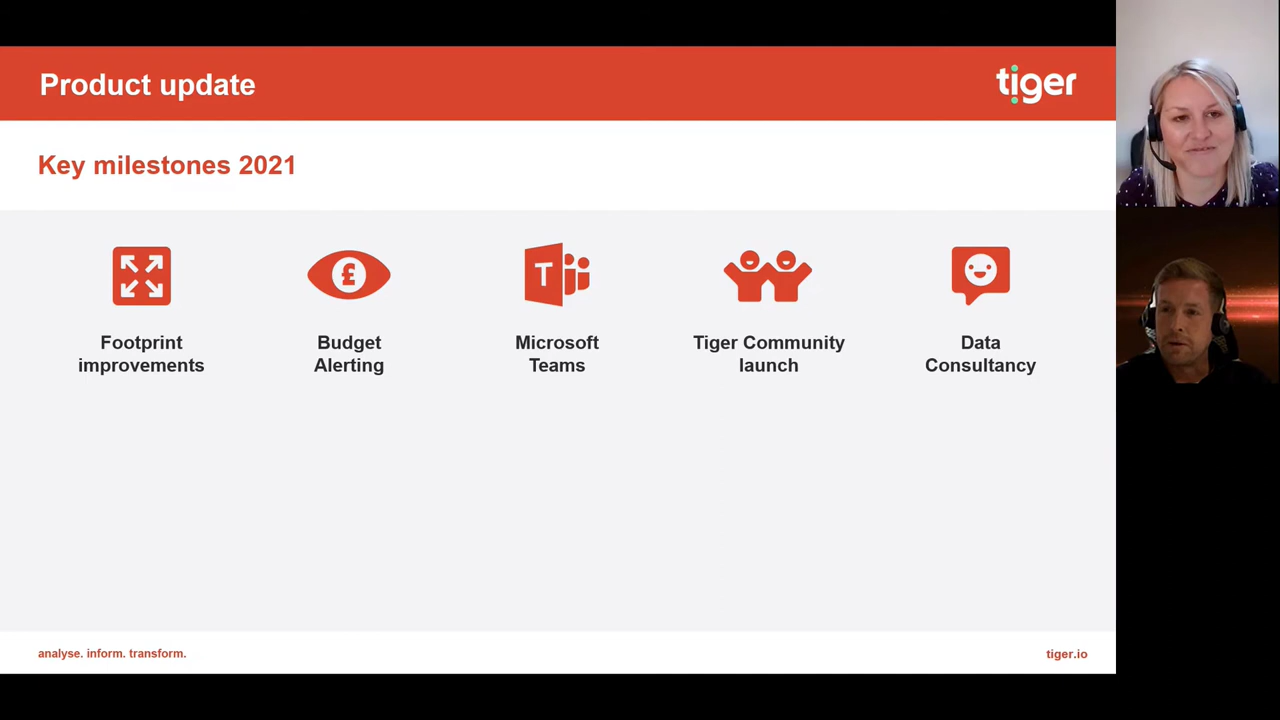 Product update
tiger
Key milestones 2021
£
T
Footprint
improvements
Budget
Alerting
Microsoft
Teams
Tiger Community
launch
Data
Consultancy
analyse. inform. transform.
tiger.io